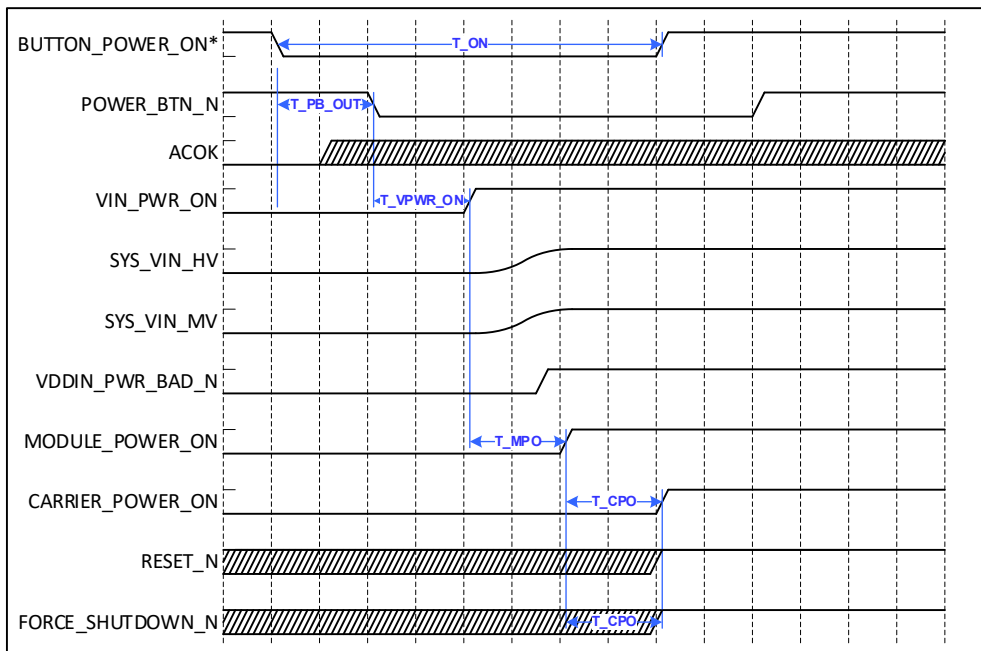 BUTTON_POWER_ON*
T_ON
POWER_BTN_N
T_PB_OUT
ACOK
VIN_PWR_ON
T_VPWR_ON
SYS_VIN_HV
SYS_VIN_MV
VDDIN_PWR_BAD_N
MODULE_POWER_ON
T_MPO
CARRIER_POWER_ON
T_CPO
RESET_N
FORCE_SHUTDOWN_N
T_CPO